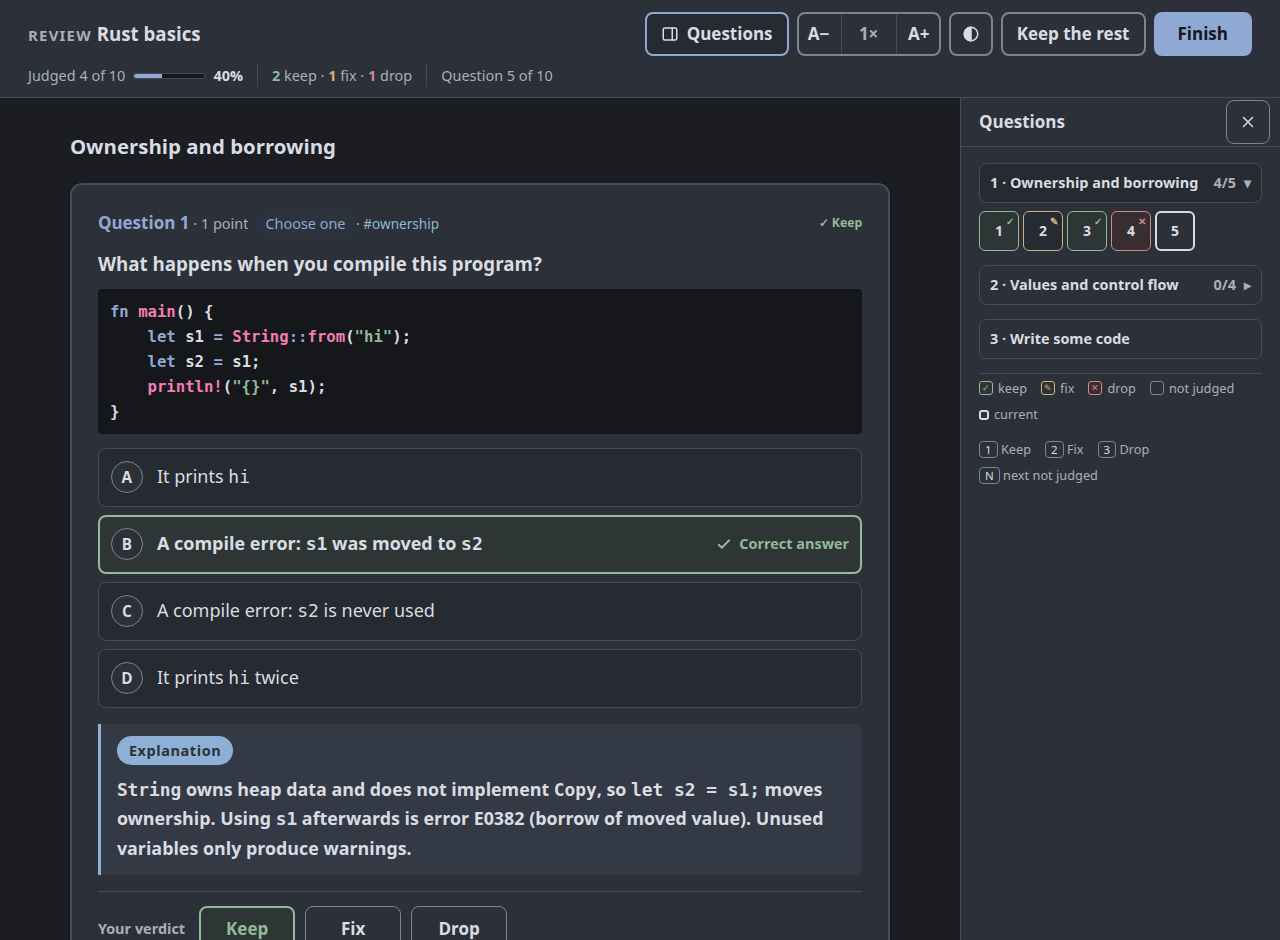 REVIEW Rust basics
Questions
A−
1×
A+
Keep the rest
Finish
Judged 4 of 10
40%
2 keep · 1 fix · 1 drop
Question 5 of 10
Ownership and borrowing
Question 1 · 1 point Choose one · #ownership
✓ Keep
What happens when you compile this program?
fn main() {
    let s1 = String::from("hi");
    let s2 = s1;
    println!("{}", s1);
}
A It prints hi
B A compile error: s1 was moved to s2
✓ Correct answer
C A compile error: s2 is never used
D It prints hi twice
Explanation
String owns heap data and does not implement Copy, so let s2 = s1; moves
ownership. Using s1 afterwards is error E0382 (borrow of moved value). Unused
variables only produce warnings.
Your verdict Keep Fix Drop
Questions
×
1 · Ownership and borrowing 4/5 ▾
1 ✓ 2 ✎ 3 ✓ 4 ✕ 5
2 · Values and control flow 0/4 ▸
3 · Write some code
✓ keep ✎ fix ✕ drop not judged
current
1 Keep 2 Fix 3 Drop
N next not judged